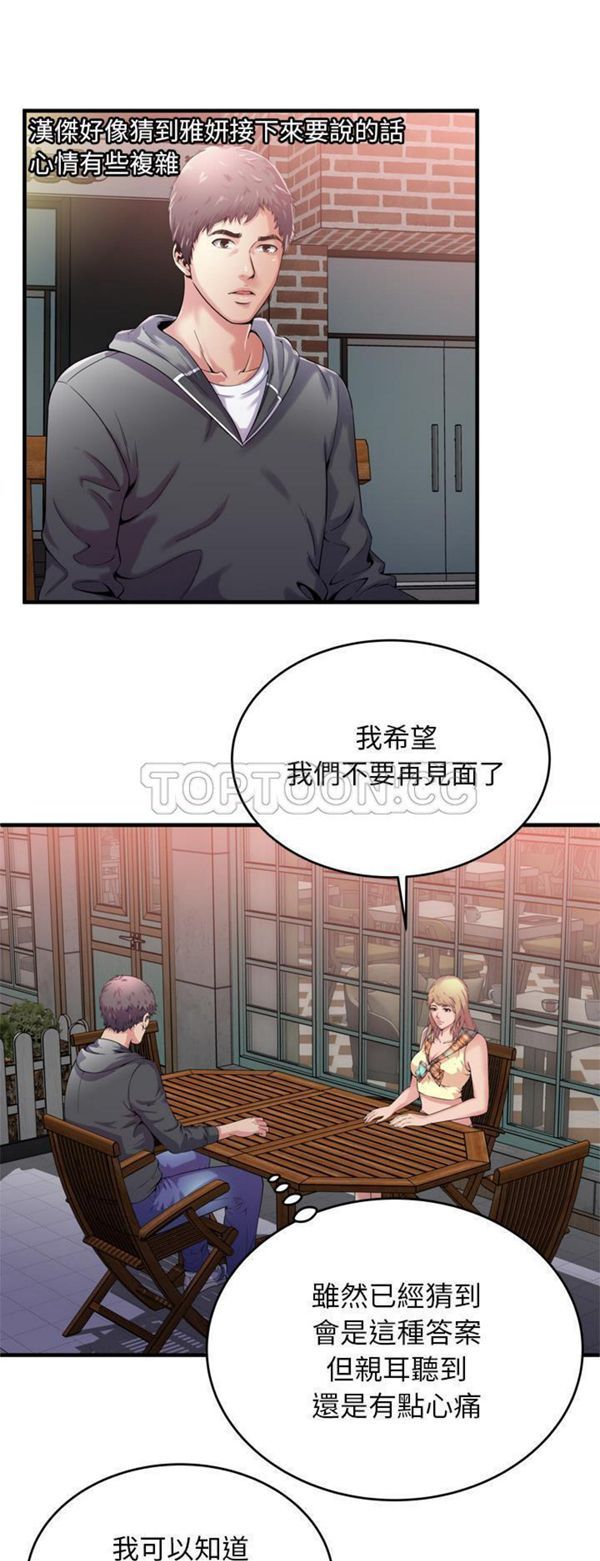 漢傑好像猜到雅妍接下來要說的話
心情有些複雜
我希望
我們不要再見面了
TOPTOON.CC
雖然已經猜到
會是這種答案
但親耳聽到
還是有點心痛
我可以知道